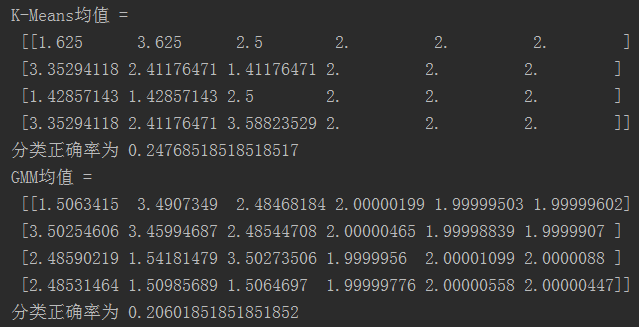 K-Means均值 =
[[1.625 3.625 2.5 2. 2. 2. ]
[3.35294118 2.41176471 1.41176471 2. 2. 2. ]
[1.42857143 1.42857143 2.5 2. 2. 2. ]
[3.35294118 2.41176471 3.58823529 2. 2. 2. ]]
分类正确率为 0.24768518518518517
GMM均值 =
[[1.5063415 3.4907349 2.48468184 2.00000199 1.99999503 1.99999602]
[3.50254606 3.45994687 2.48544708 2.00000465 1.99998839 1.9999907 ]
[2.48590219 1.54181479 3.50273506 1.9999956 2.00001099 2.0000088 ]
[2.48531464 1.50985689 1.5064697 1.99999776 2.00000558 2.00000447]]
分类正确率为 0.20601851851851852